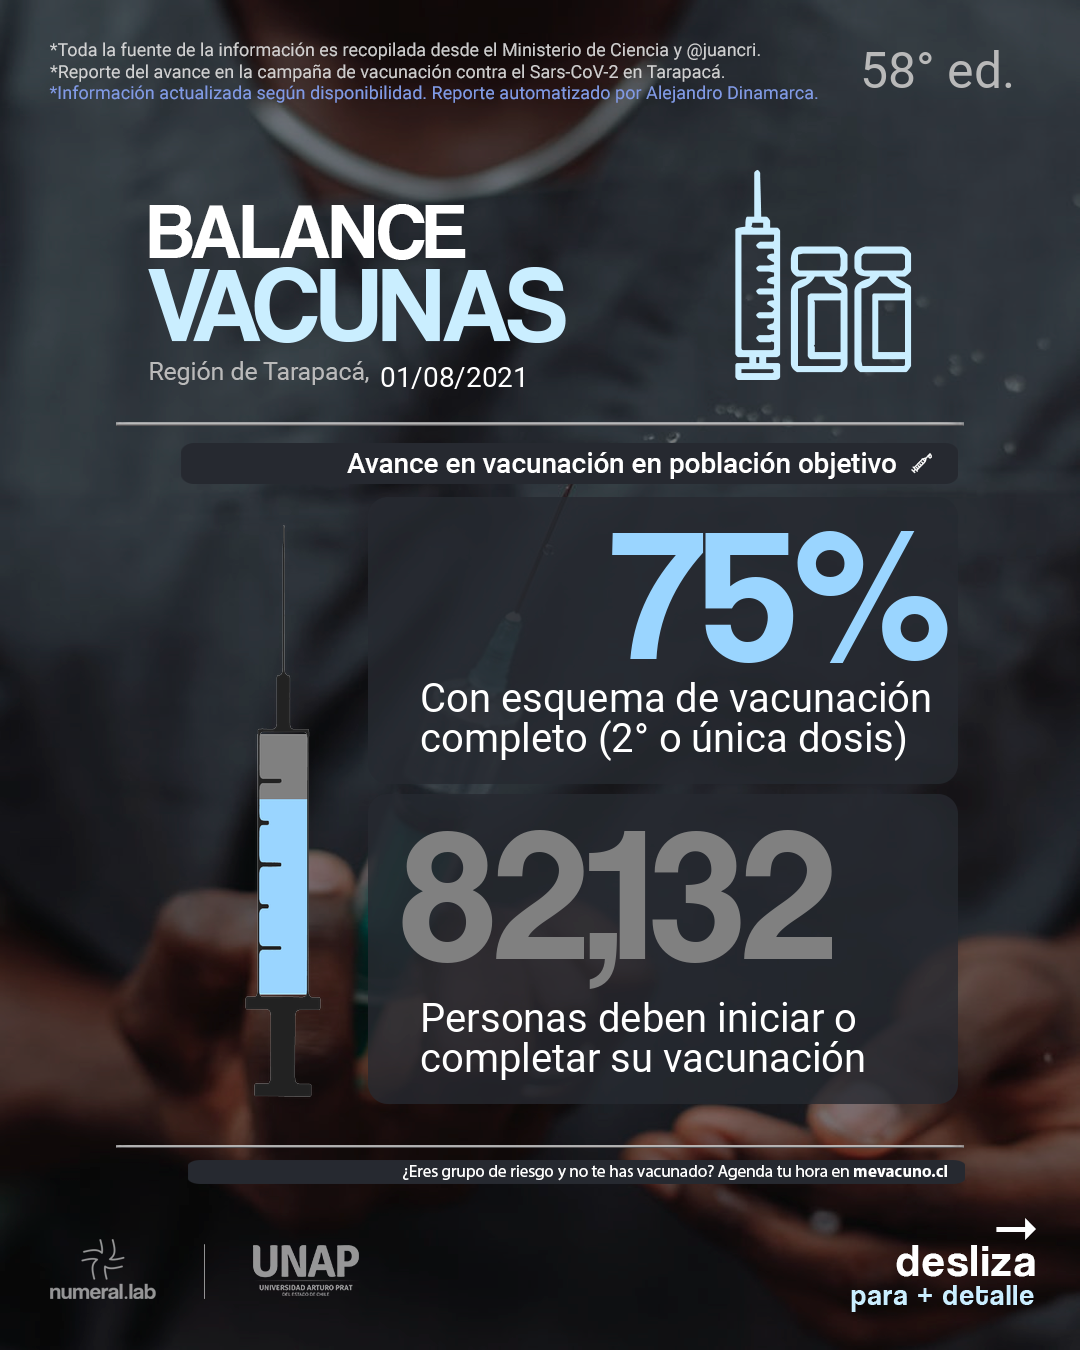 *Toda la fuente de la información es recopilada desde el Ministerio de Ciencia y @juancri.
*Reporte del avance en la campaña de vacunación contra el Sars-CoV-2 en Tarapacá.
*Información actualizada según disponibilidad. Reporte automatizado por Alejandro Dinamarca.
58° ed.
BALANCE
VACUNAS
Región de Tarapacá, 01/08/2021
Avance en vacunación en población objetivo
75%
Con esquema de vacunación
completo (2° o única dosis)
82,132
Personas deben iniciar o
completar su vacunación
¿Eres grupo de riesgo y no te has vacunado? Agenda tu hora en mevacuno.cl
numeral.lab
UNAP
UNIVERSIDAD ARTURO PRAT
DEL ESTADO DE CHILE
desliza
para + detalle